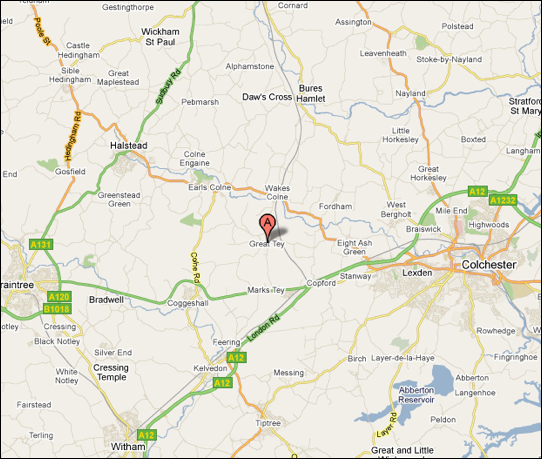 Gestingthorpe
Wickham
St Paul
Cornard
Assington
Polstead
Leavenheath
Stoke-by-Nayland
Poole St
Castle
Hedingham
Sible
Hedingham
Great
Maplestead
Alphamstone
Sudbury Rd
Bures
Hamlet
Daw's Cross
Nayland
Stratford
St Mary
Pebmarsh
Hedingham Rd
Halstead
Little
Horkesley
Boxted
Langham
Colne
Engaine
Gosfield
End
Great
Horkesley
Greenstead
Green
Earls Colne
Wakes
Colne
A12
A1232
Fordham
West
Bergholt
Mile End
Highwoods
Braiswick
A
Great Tey
Eight Ash
Green
A131
Colne Rd
Stanway
Lexden
Colchester
Copford
Braintree
A120
B1018
Bradwell
Marks Tey
Coggeshall
Notley
Cressing
Black Notley
London Rd
Rowhedge
Feering
Silver End
A12
Birch
Layer-de-la-Haye
Fingringhoe
Cressing
Temple
White
Notley
Kelvedon
Messing
A12
Abberton
Reservoir
Abberton
Langenhoe
Fairstead
Peldon
Layer Rd
Terling
A12
Witham
Tiptree
Great and Little